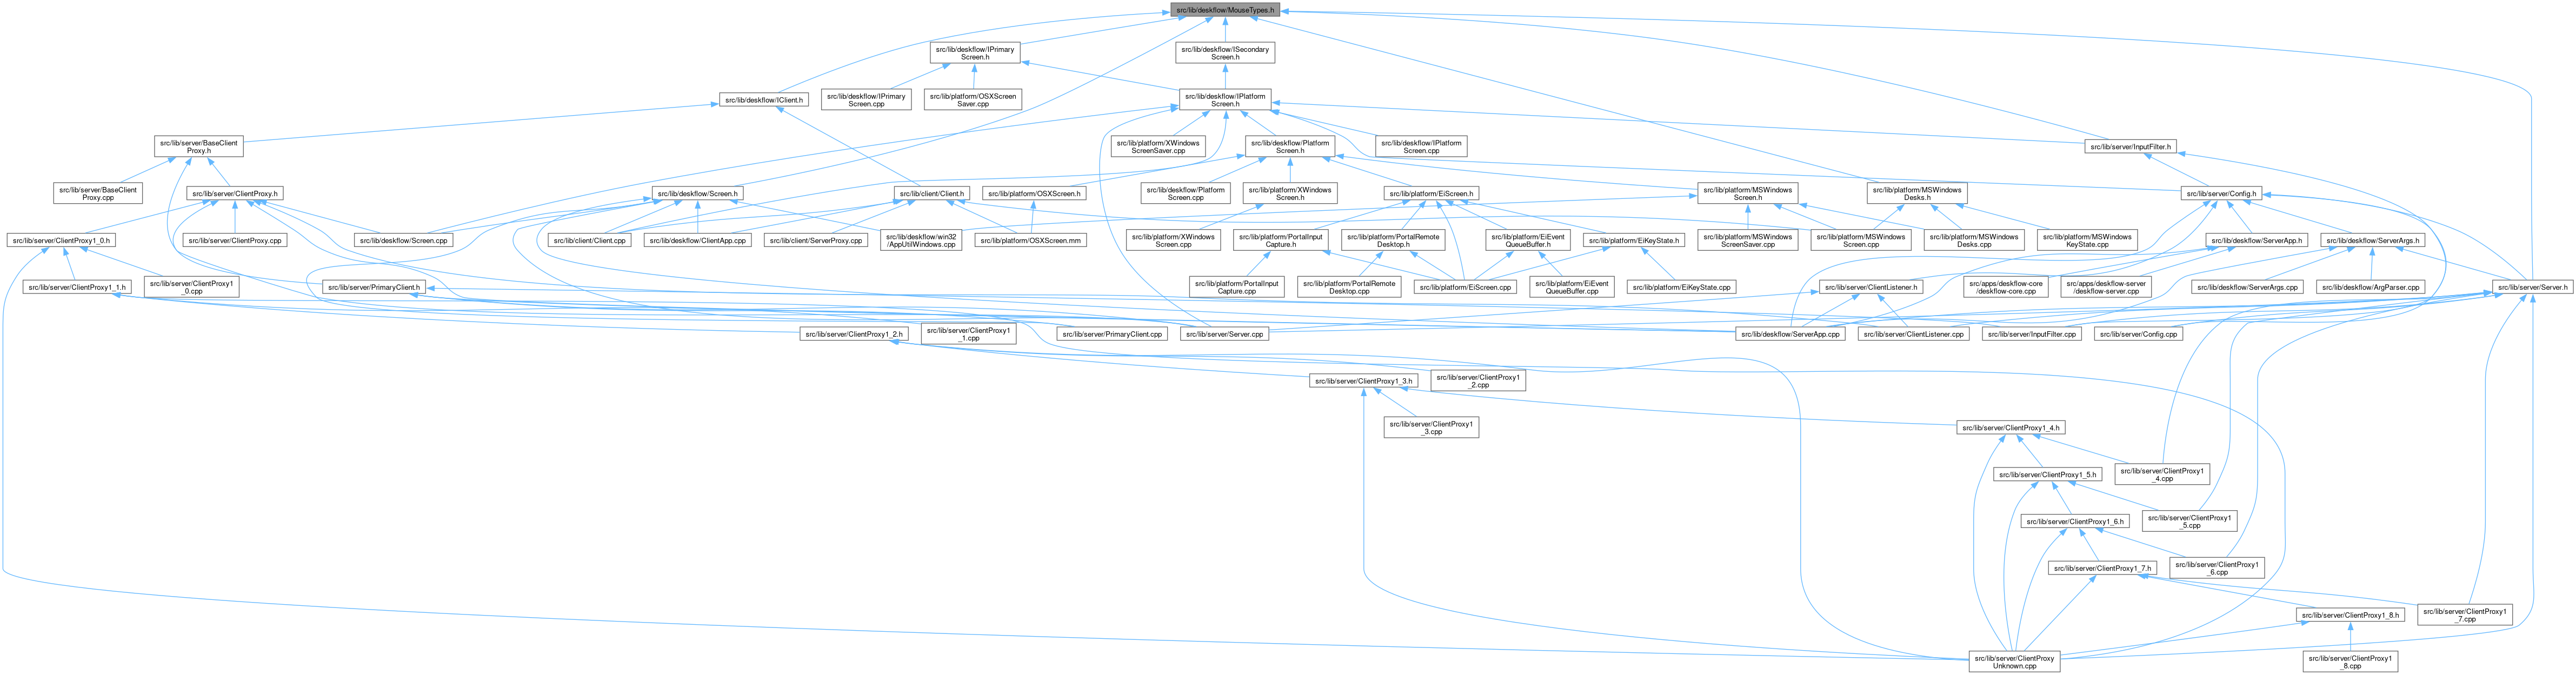 src/lib/deskflow/MouseTypes.h
src/lib/deskflow/IPrimary
Screen.h
src/lib/deskflow/ISecondary
Screen.h
src/lib/deskflow/IClient.h
src/lib/deskflow/IPrimary
Screen.cpp
src/lib/platform/OSXScreen
Saver.cpp
src/lib/deskflow/IPlatform
Screen.h
src/lib/server/BaseClient
Proxy.h
src/lib/platform/XWindows
ScreenSaver.cpp
src/lib/deskflow/Platform
Screen.h
src/lib/deskflow/IPlatform
Screen.cpp
src/lib/server/InputFilter.h
src/lib/server/BaseClient
Proxy.cpp
src/lib/server/ClientProxy.h
src/lib/deskflow/Screen.h
src/lib/client/Client.h
src/lib/platform/OSXScreen.h
src/lib/deskflow/Platform
Screen.cpp
src/lib/platform/XWindows
Screen.h
src/lib/platform/EiScreen.h
src/lib/platform/MSWindows
Screen.h
src/lib/platform/MSWindows
Desks.h
src/lib/server/Config.h
src/lib/server/ClientProxy1_0.h
src/lib/server/ClientProxy.cpp
src/lib/deskflow/Screen.cpp
src/lib/client/Client.cpp
src/lib/deskflow/ClientApp.cpp
src/lib/client/ServerProxy.cpp
src/lib/deskflow/win32
/AppUtilWindows.cpp
src/lib/platform/OSXScreen.mm
src/lib/platform/XWindows
Screen.cpp
src/lib/platform/PortalInput
Capture.h
src/lib/platform/PortalRemote
Desktop.h
src/lib/platform/EiEvent
QueueBuffer.h
src/lib/platform/EiKeyState.h
src/lib/platform/MSWindows
ScreenSaver.cpp
src/lib/platform/MSWindows
Screen.cpp
src/lib/platform/MSWindows
Desks.cpp
src/lib/platform/MSWindows
KeyState.cpp
src/lib/deskflow/ServerApp.h
src/lib/deskflow/ServerArgs.h
src/lib/server/ClientProxy1_1.h
src/lib/server/ClientProxy1
_0.cpp
src/lib/server/PrimaryClient.h
src/lib/platform/PortalInput
Capture.cpp
src/lib/platform/PortalRemote
Desktop.cpp
src/lib/platform/EiScreen.cpp
src/lib/platform/EiEvent
QueueBuffer.cpp
src/lib/platform/EiKeyState.cpp
src/lib/server/ClientListener.h
src/apps/deskflow-core
/deskflow-core.cpp
src/apps/deskflow-server
/deskflow-server.cpp
src/lib/deskflow/ServerArgs.cpp
src/lib/deskflow/ArgParser.cpp
src/lib/server/Server.h
src/lib/server/ClientProxy1_2.h
src/lib/server/ClientProxy1
_1.cpp
src/lib/server/PrimaryClient.cpp
src/lib/server/Server.cpp
src/lib/deskflow/ServerApp.cpp
src/lib/server/ClientListener.cpp
src/lib/server/InputFilter.cpp
src/lib/server/Config.cpp
src/lib/server/ClientProxy1_3.h
src/lib/server/ClientProxy1
_2.cpp
src/lib/server/ClientProxy1
_3.cpp
src/lib/server/ClientProxy1_4.h
src/lib/server/ClientProxy1_5.h
src/lib/server/ClientProxy1
_4.cpp
src/lib/server/ClientProxy1_6.h
src/lib/server/ClientProxy1
_5.cpp
src/lib/server/ClientProxy1_7.h
src/lib/server/ClientProxy1
_6.cpp
src/lib/server/ClientProxy1_8.h
src/lib/server/ClientProxy1
_7.cpp
src/lib/server/ClientProxy
Unknown.cpp
src/lib/server/ClientProxy1
_8.cpp